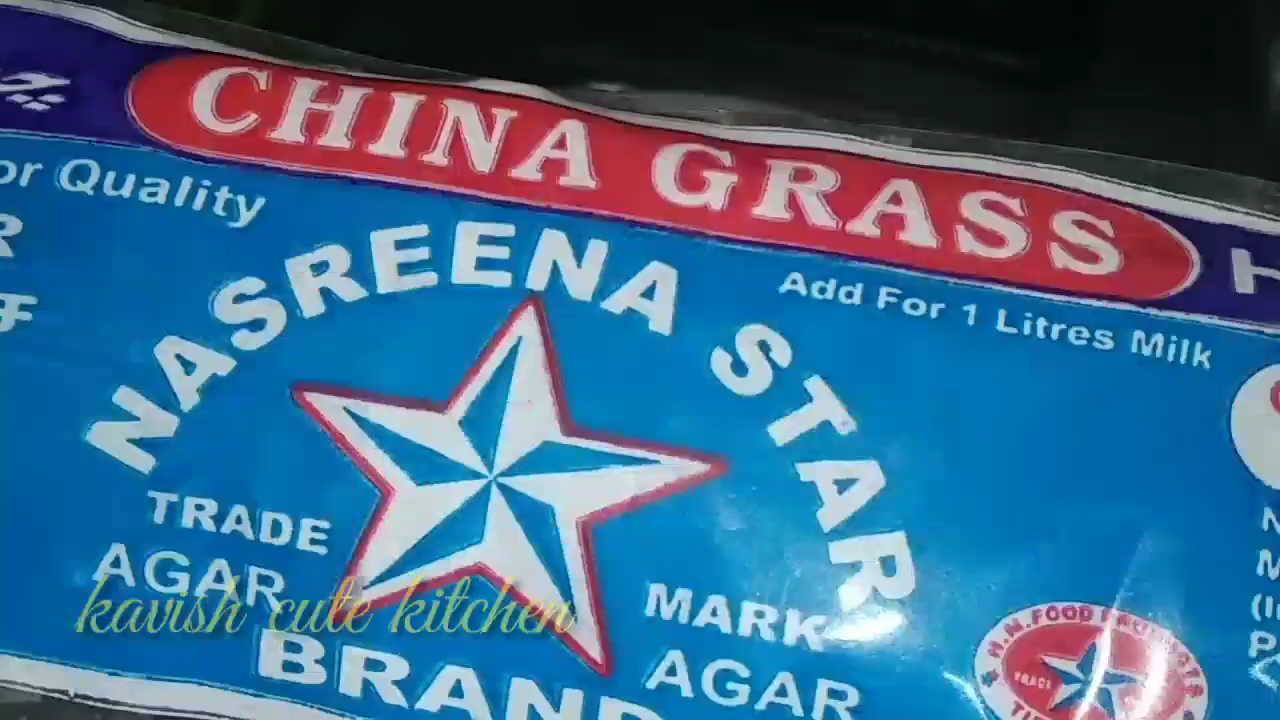 CHINA GRASS
or Quality
Add For 1 Litres Milk
NASREENA STAR
TRADE
MARK
AGAR
AGAR
BRAND
kavish cute kitchen